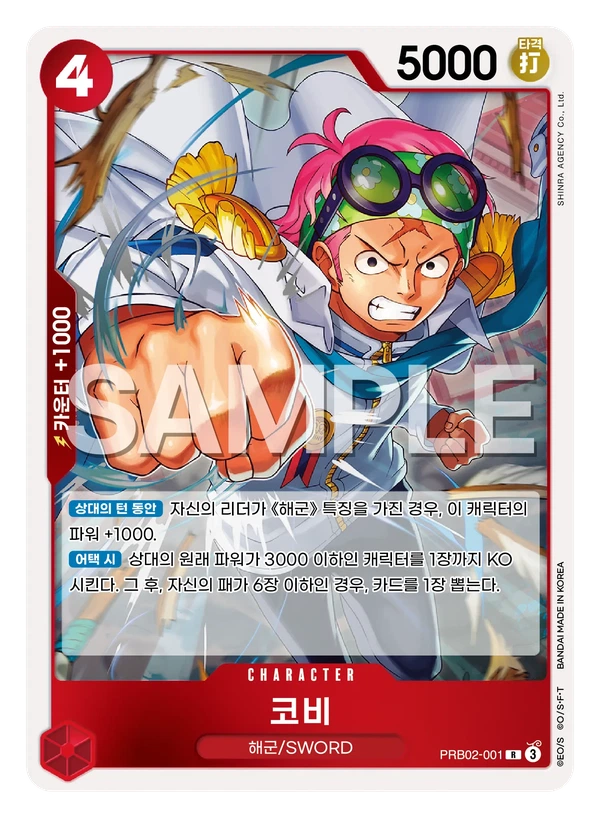 4
5000
타격
打
SHINRA AGENCY Co., Ltd.
카운터 +1000
SAMPLE
상대의 턴 동안 자신의 리더가 《해군》 특징을 가진 경우, 이 캐릭터의
파워 +1000.
어택 시 상대의 원래 파워가 3000 이하인 캐릭터를 1장까지 KO
시킨다. 그 후, 자신의 패가 6장 이하인 경우, 카드를 1장 뽑는다.
CHARACTER
코비
해군/SWORD
PRB02-001 R 3
©EO/S ©O/S·F·T BANDAI MADE IN KOREA